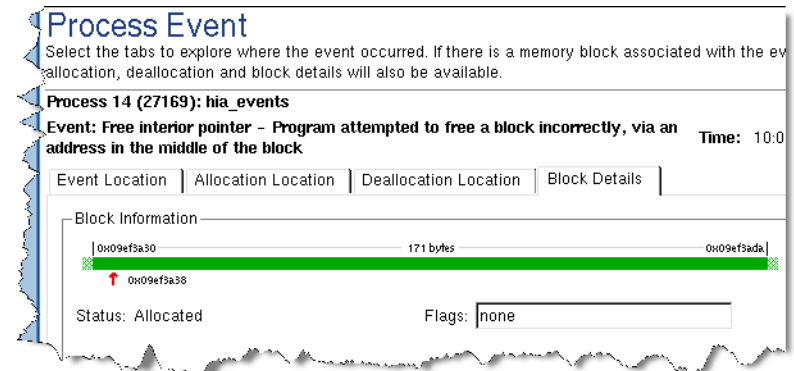 Process Event
Select the tabs to explore where the event occurred. If there is a memory block associated with the ev
allocation, deallocation and block details will also be available.
Process 14 (27169): hia_events
Event: Free interior pointer - Program attempted to free a block incorrectly, via an
address in the middle of the block
Time: 10:0
Event Location Allocation Location Deallocation Location Block Details
Block Information
0x09ef3a30 171 bytes 0x09ef3ada
0x09ef3a38
Status: Allocated Flags: none